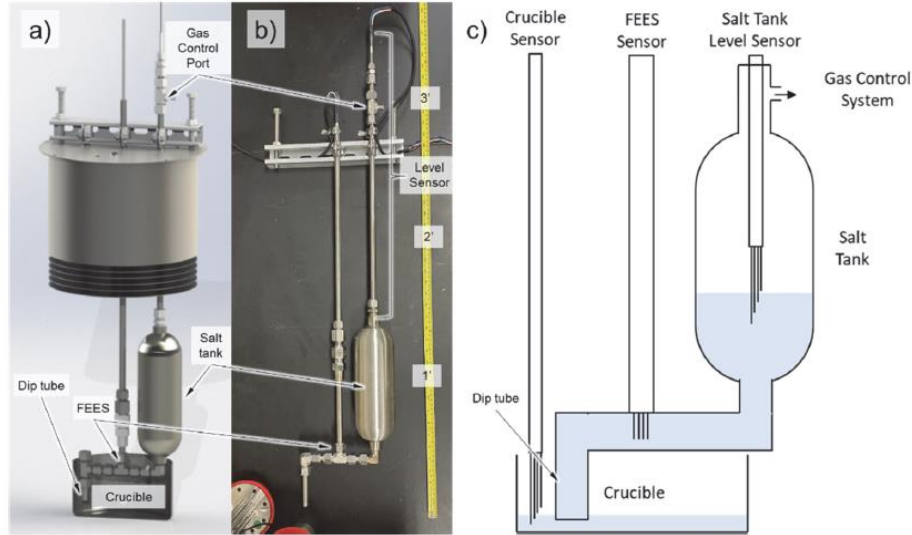 a)
Gas
Control
Port
Salt
tank
Dip tube
FEES
Crucible
b)
3'
Level
Sensor
2'
1'
c)
Crucible
Sensor
FEES
Sensor
Salt Tank
Level Sensor
Gas Control
System
Salt
Tank
Dip tube
Crucible